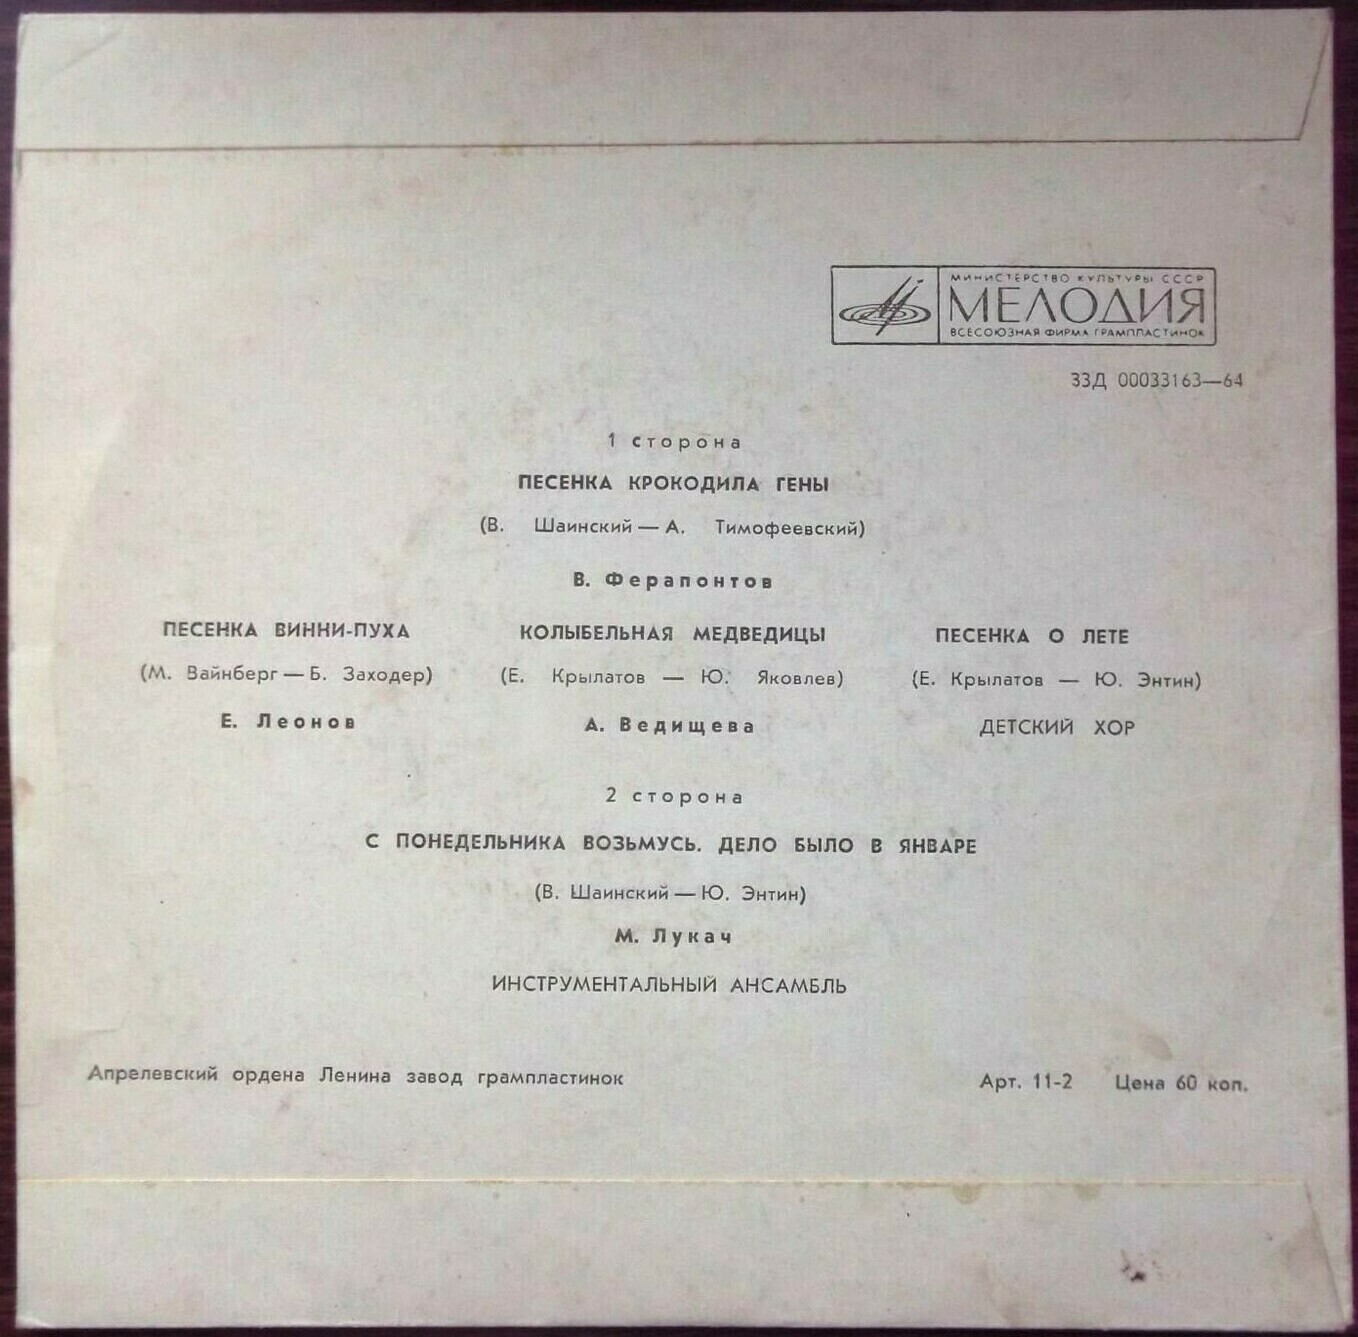 МИНИСТЕРСТВО КУЛЬТУРЫ СССР
МЕЛОДИЯ
ВСЕСОЮЗНАЯ ФИРМА ГРАМПЛАСТИНОК
33Д 00033163—64
1 сторона
ПЕСЕНКА КРОКОДИЛА ГЕНЫ
(В. Шаинский — А. Тимофеевский)
В. Ферапонтов
ПЕСЕНКА ВИННИ-ПУХА
(М. Вайнберг — Б. Заходер)
Е. Леонов
КОЛЫБЕЛЬНАЯ МЕДВЕДИЦЫ
(Е. Крылатов — Ю. Яковлев)
А. Ведищева
ПЕСЕНКА О ЛЕТЕ
(Е. Крылатов — Ю. Энтин)
ДЕТСКИЙ ХОР
2 сторона
С ПОНЕДЕЛЬНИКА ВОЗЬМУСЬ. ДЕЛО БЫЛО В ЯНВАРЕ
(В. Шаинский — Ю. Энтин)
М. Лукач
ИНСТРУМЕНТАЛЬНЫЙ АНСАМБЛЬ
Апрелевский ордена Ленина завод грампластинок
Арт. 11-2 Цена 60 коп.